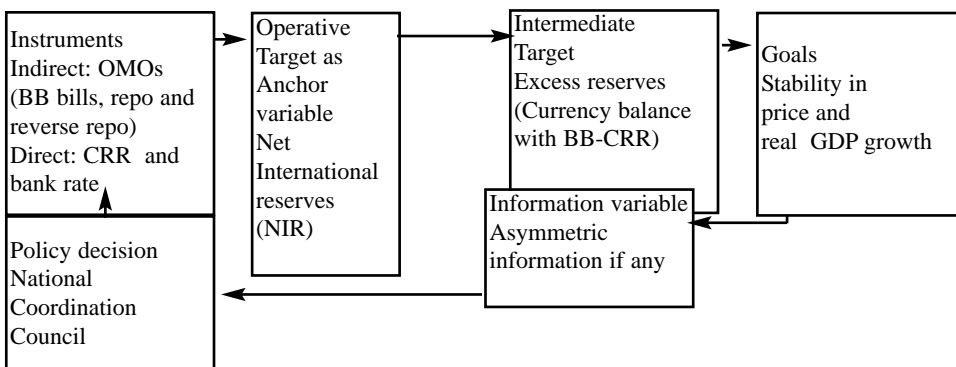 Instruments
Indirect: OMOs
(BB bills, repo and
reverse repo)
Direct: CRR and
bank rate
Operative
Target as
Anchor
variable
Net
International
reserves
(NIR)
Intermediate
Target
Excess reserves
(Currency balance
with BB-CRR)
Goals
Stability in
price and
real GDP growth
Information variable
Asymmetric
information if any
Policy decision
National
Coordination
Council